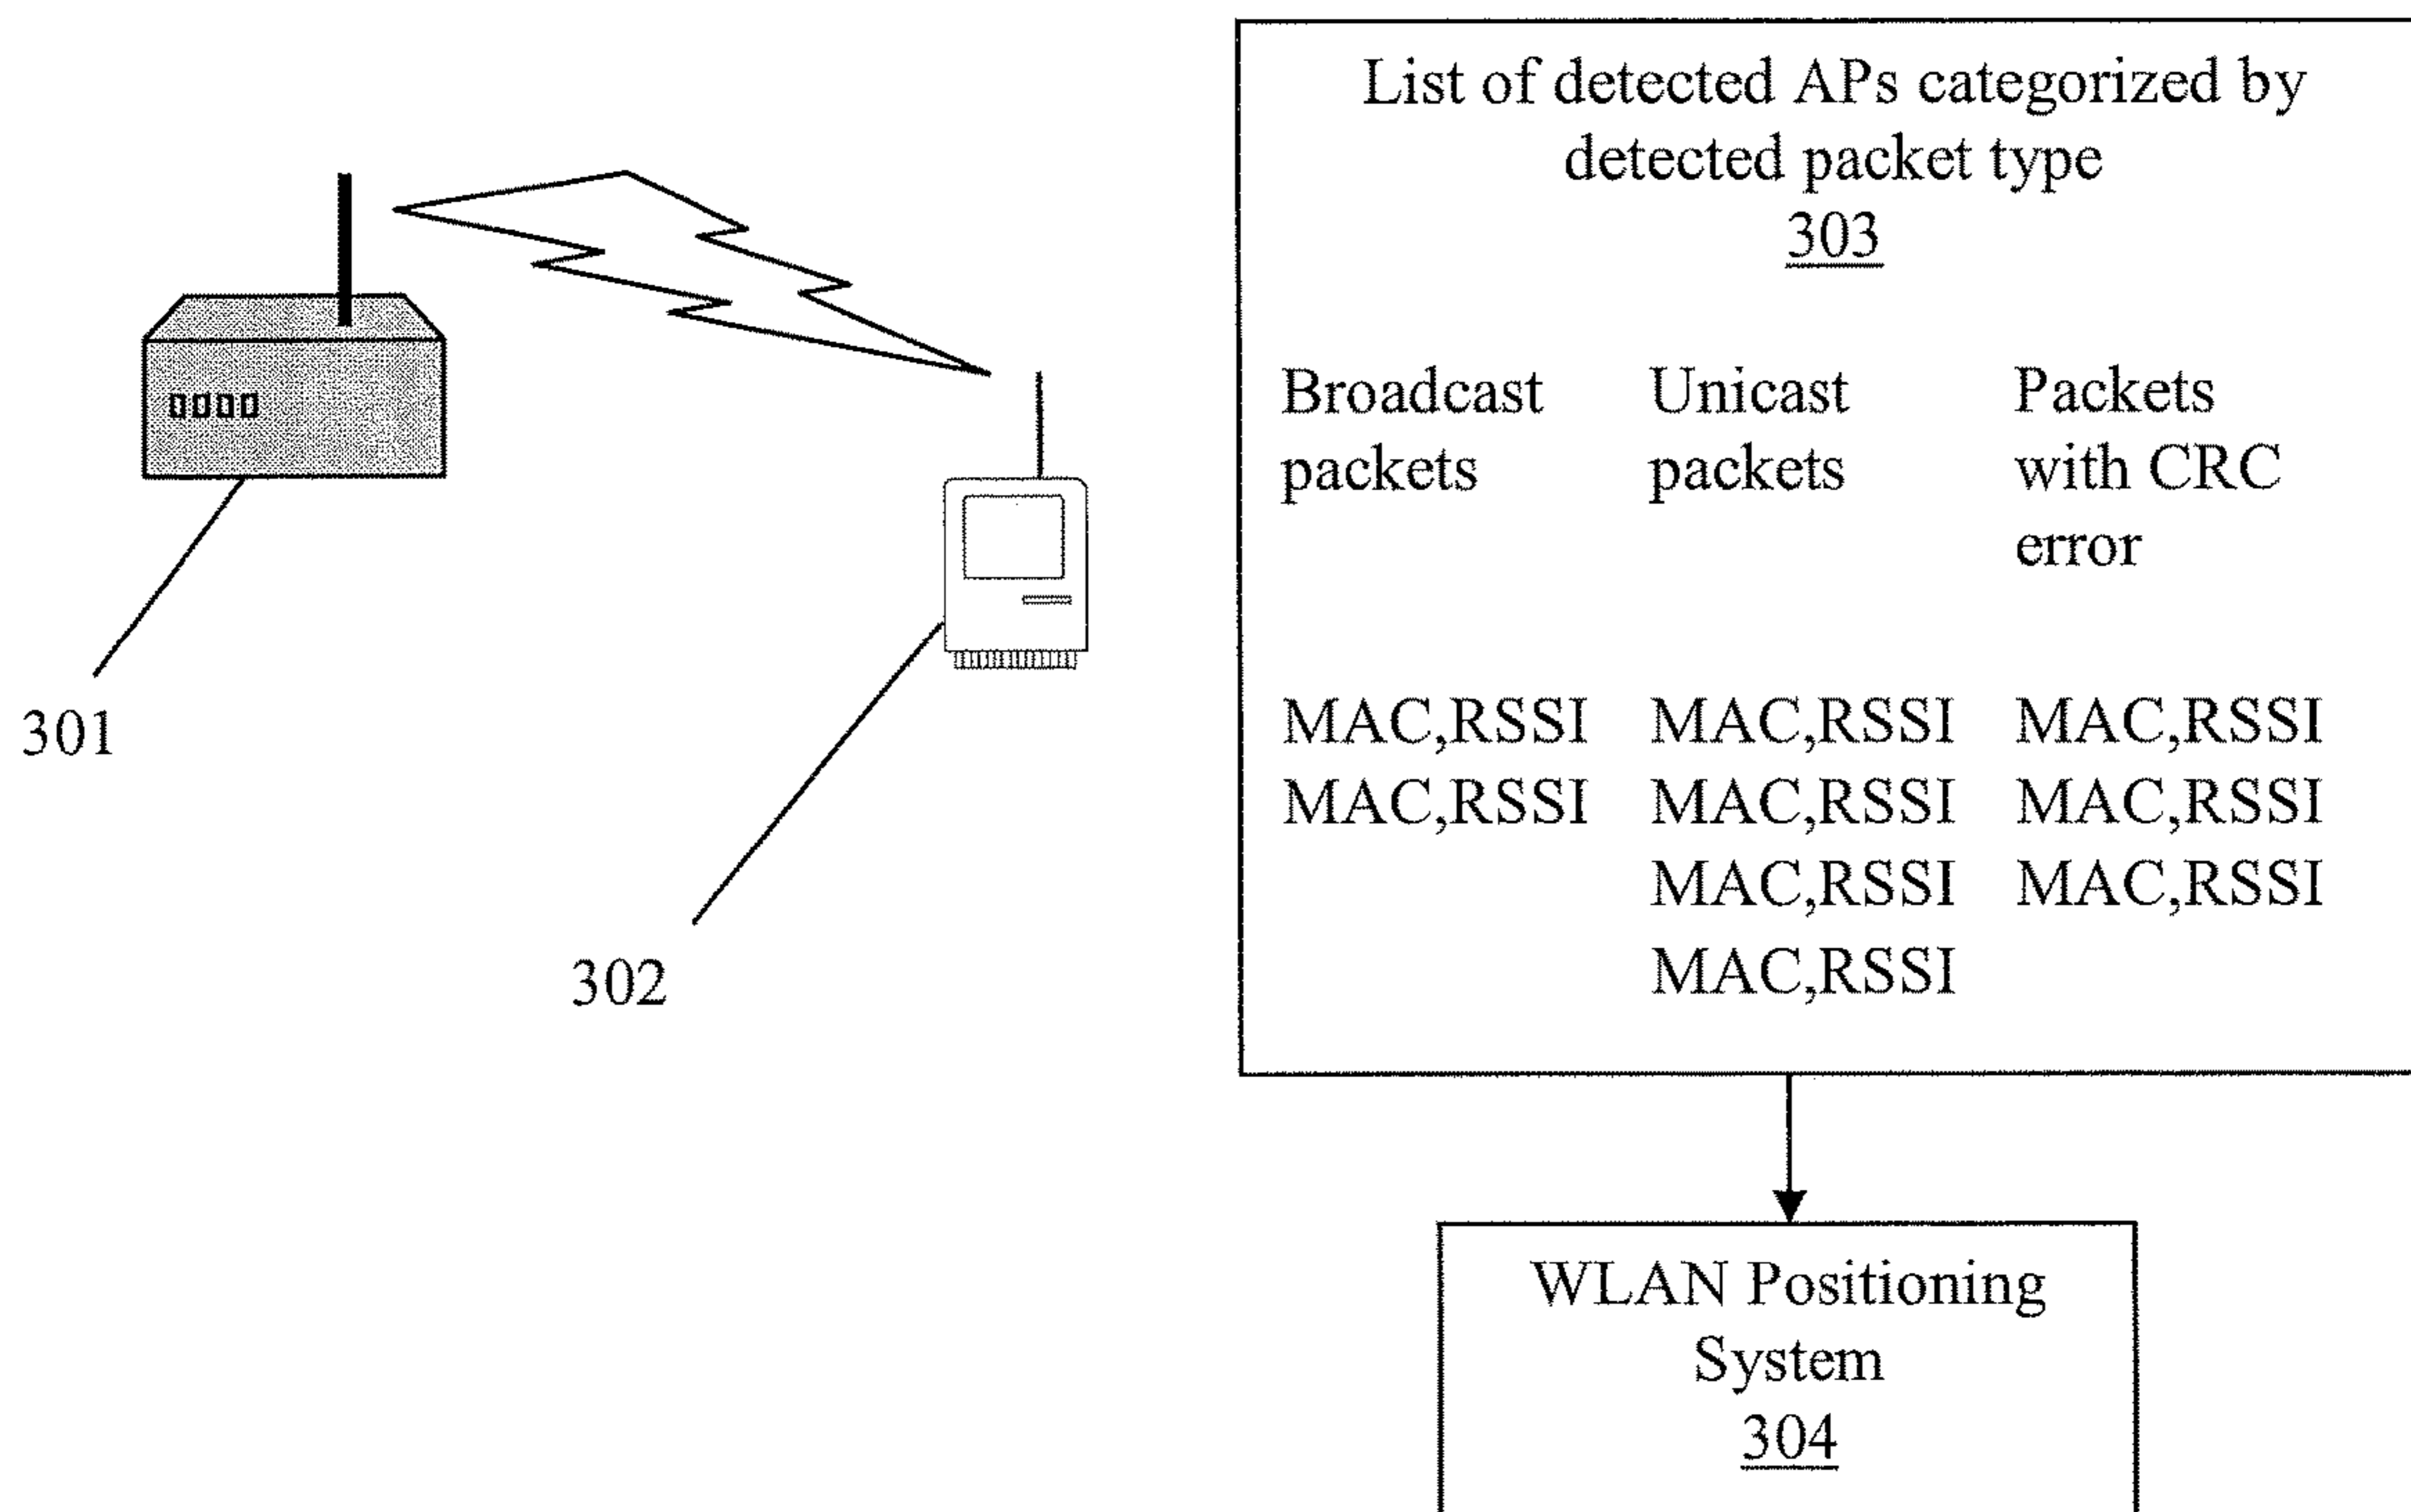 List of detected APs categorized by
detected packet type
303
Broadcast
packets
Unicast
packets
Packets
with CRC
error
MAC,RSSI MAC,RSSI MAC,RSSI
MAC,RSSI MAC,RSSI MAC,RSSI
MAC,RSSI MAC,RSSI
MAC,RSSI
301
302
WLAN Positioning
System
304